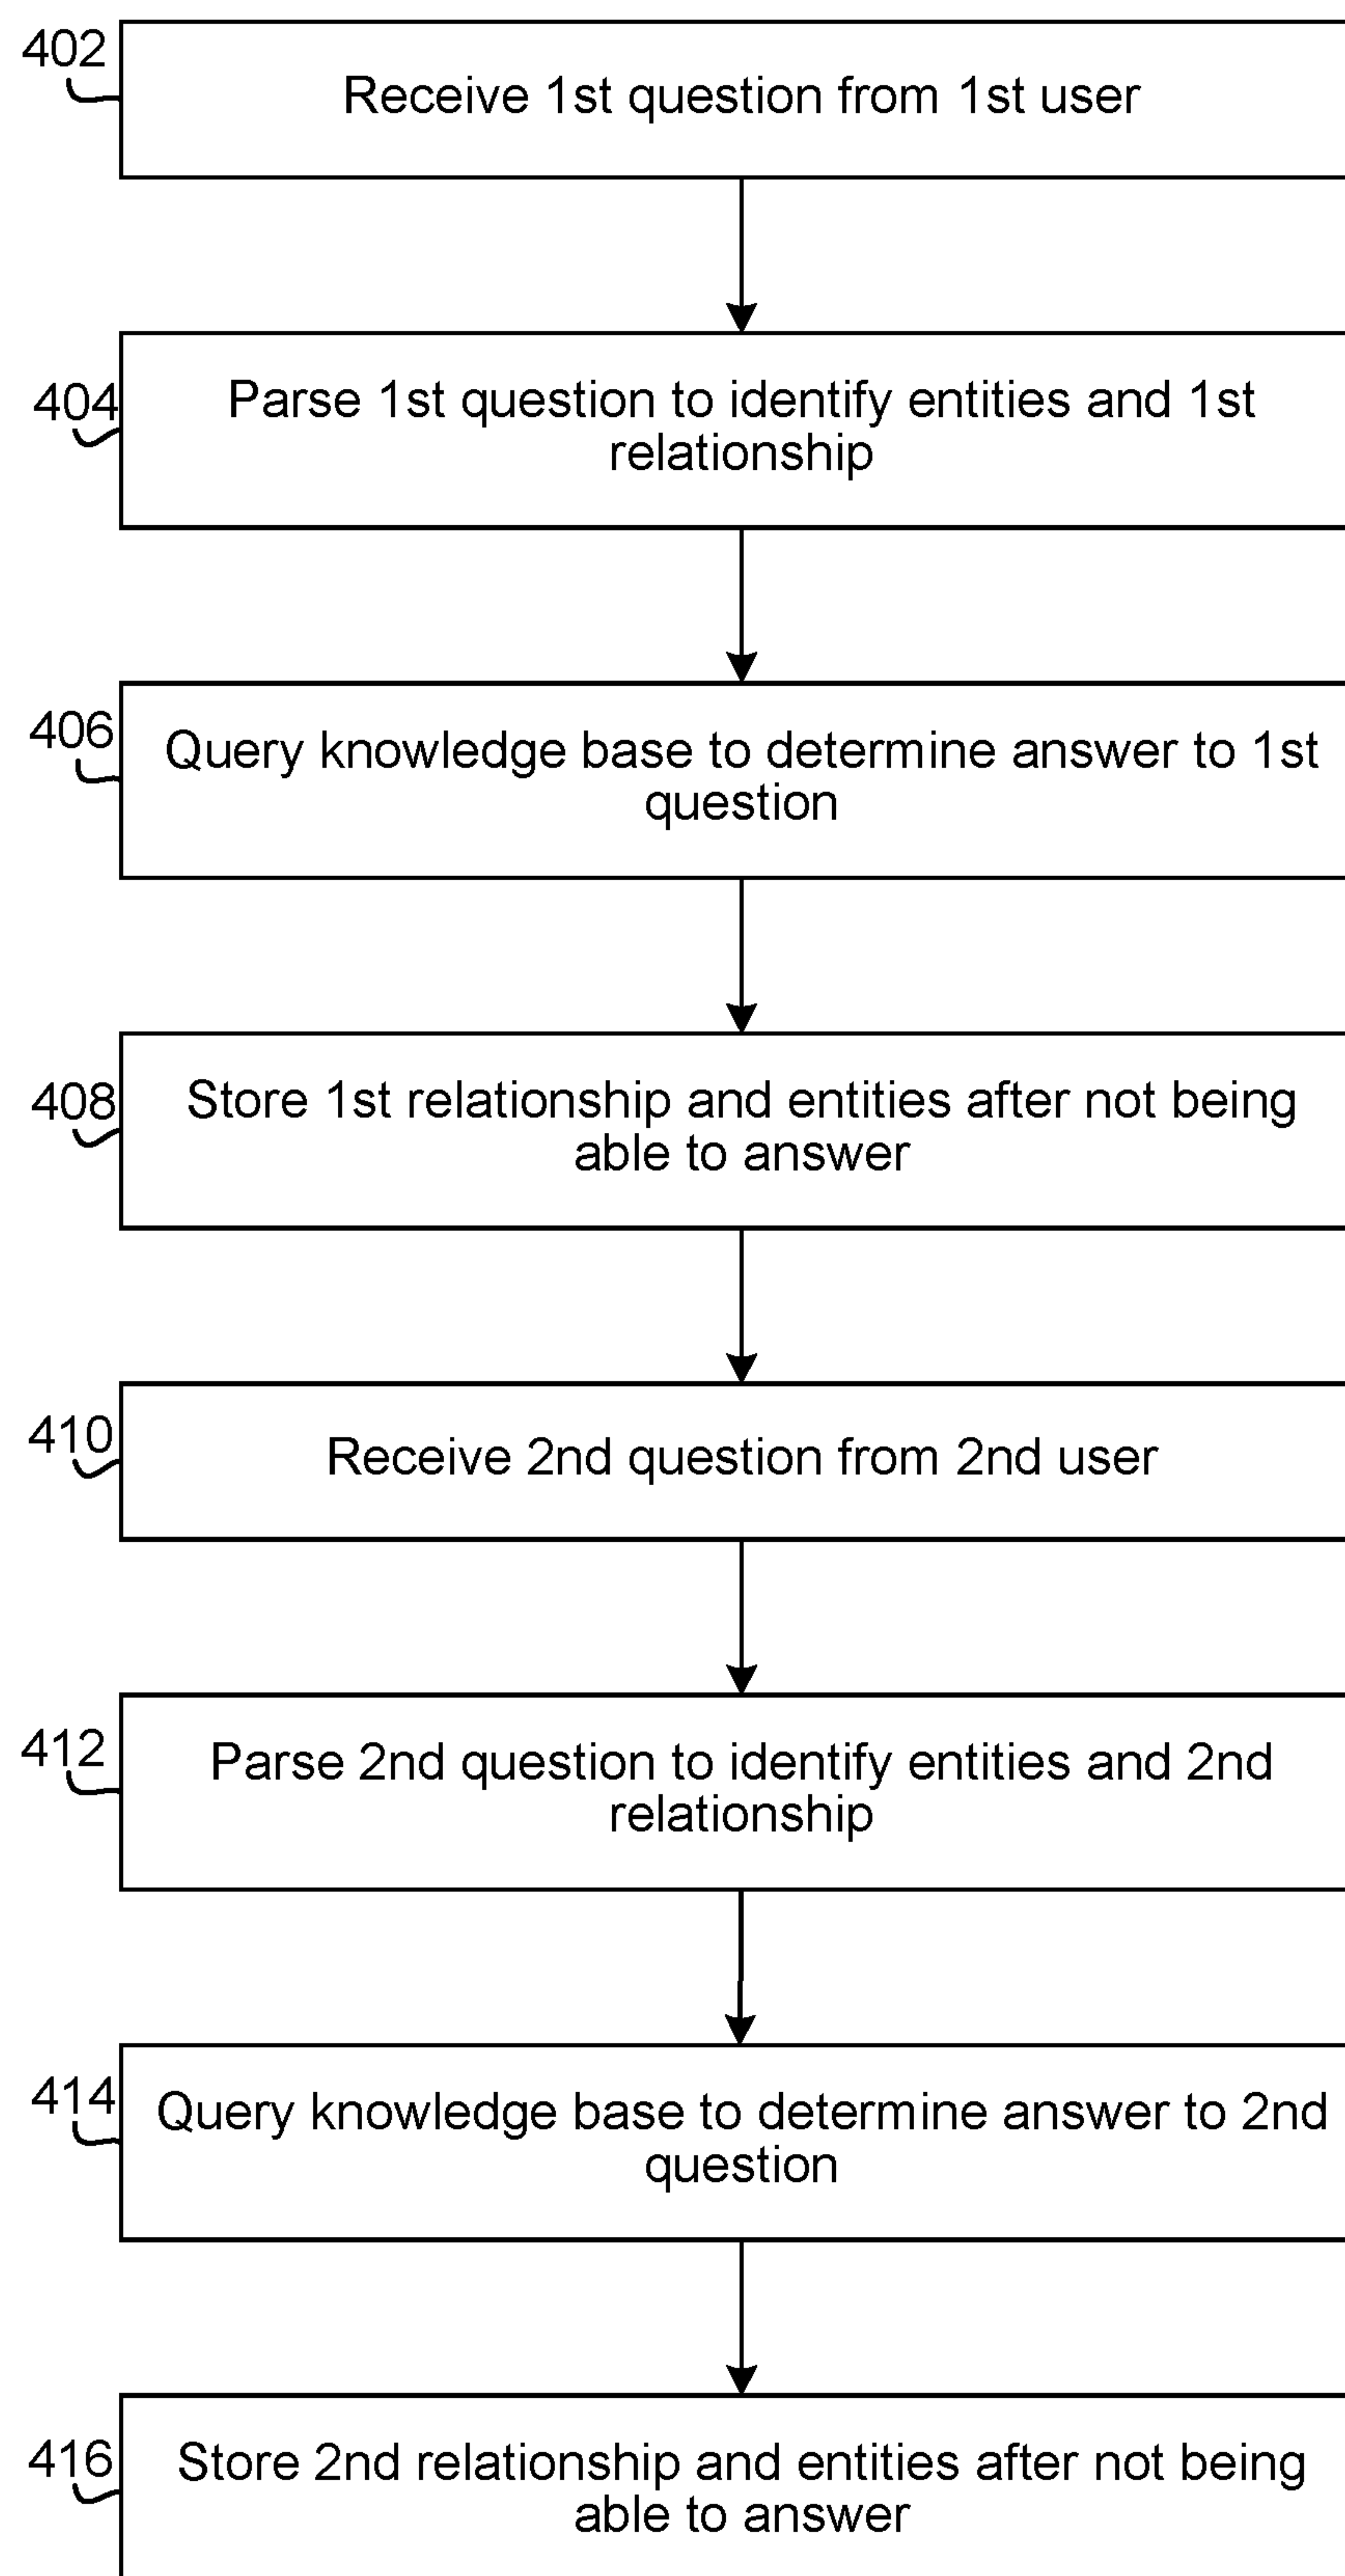 402
Receive 1st question from 1st user
404
Parse 1st question to identify entities and 1st
relationship
406
Query knowledge base to determine answer to 1st
question
408
Store 1st relationship and entities after not being
able to answer
410
Receive 2nd question from 2nd user
412
Parse 2nd question to identify entities and 2nd
relationship
414
Query knowledge base to determine answer to 2nd
question
416
Store 2nd relationship and entities after not being
able to answer